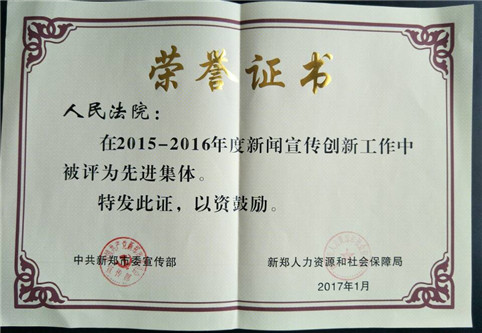 荣誉证书
人民法院：
在2015-2016年度新闻宣传创新工作中
被评为先进集体。
特发此证，以资鼓励。
中共新郑市委宣传部
新郑人力资源和社会保障局
2017年1月